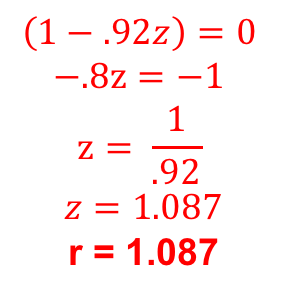 (1 − .92z) = 0
−.8z = −1
z = 1/.92
z = 1.087
r = 1.087